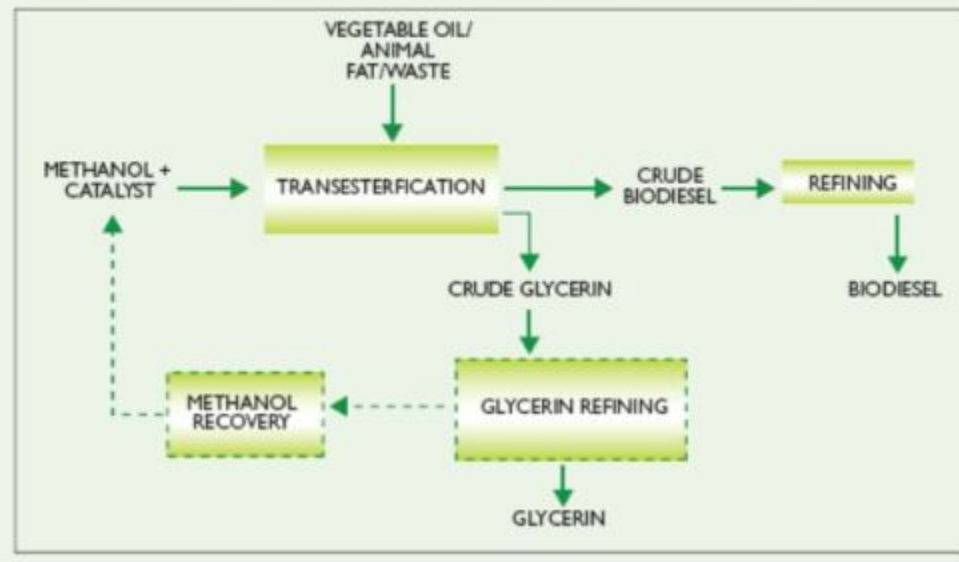 VEGETABLE OIL/
ANIMAL
FAT/WASTE
METHANOL +
CATALYST
TRANSESTERFICATION
CRUDE
BIODIESEL
REFINING
CRUDE GLYCERIN
BIODIESEL
METHANOL
RECOVERY
GLYCERIN REFINING
GLYCERIN